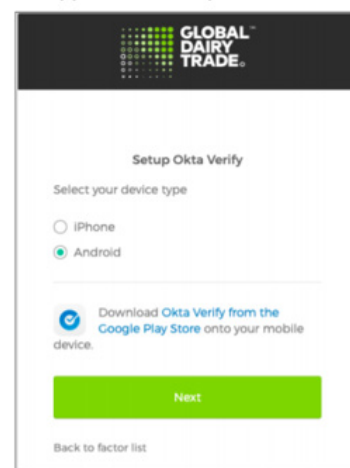 GLOBAL™
DAIRY
TRADE.
Setup Okta Verify
Select your device type
iPhone
Android
Download Okta Verify from the
Google Play Store onto your mobile
device.
Next
Back to factor list